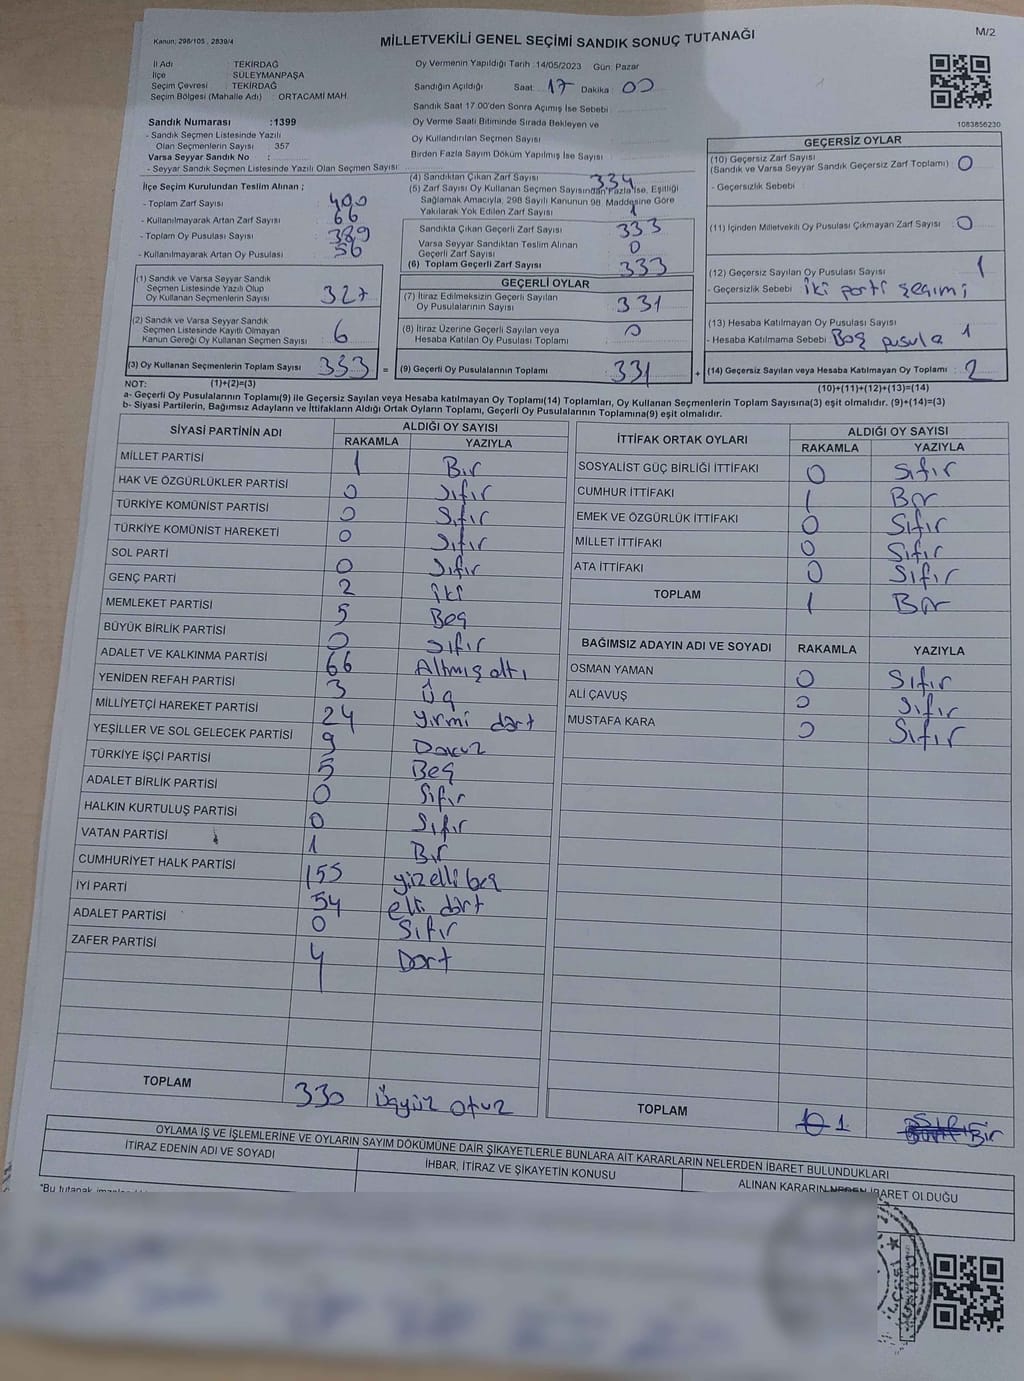 Kanun: 298/105 , 2839/4
MİLLETVEKİLİ GENEL SEÇİMİ SANDIK SONUÇ TUTANAĞI
M/2
İl Adı : TEKİRDAĞ
İlçe : SÜLEYMANPAŞA
Seçim Çevresi : TEKİRDAĞ
Seçim Bölgesi (Mahalle Adı) : ORTACAMİ MAH.
Sandık Numarası :1399
- Sandık Seçmen Listesinde Yazılı
Olan Seçmenlerin Sayısı : 357
Varsa Seyyar Sandık No :
- Seyyar Sandık Seçmen Listesinde Yazılı Olan Seçmen Sayısı:
İlçe Seçim Kurulundan Teslim Alınan ;
- Toplam Zarf Sayısı : 400
- Kullanılmayarak Artan Zarf Sayısı : 66
- Toplam Oy Pusulası Sayısı : 389
- Kullanılmayarak Artan Oy Pusulası : 56
Oy Vermenin Yapıldığı Tarih :14/05/2023 Gün: Pazar
Sandığın Açıldığı Saat: 17 Dakika: 00
Sandık Saat 17.00'den Sonra Açmış İse Sebebi :
Oy Verme Saati Bitiminde Sırada Bekleyen ve
Oy Kullandırılan Seçmen Sayısı
Birden Fazla Sayım Döküm Yapılmış İse Sayısı
(4) Sandıktan Çıkan Zarf Sayısı : 334
(5) Zarf Sayısı Oy Kullanan Seçmen Sayısından Fazla İse, Eşitliği
Sağlamak Amacıyla, 298 Sayılı Kanunun 98. Maddesine Göre
Yakılarak Yok Edilen Zarf Sayısı : 1
Sandıkta Çıkan Geçerli Zarf Sayısı : 333
Varsa Seyyar Sandıktan Teslim Alınan
Geçerli Zarf Sayısı : 0
(6) Toplam Geçerli Zarf Sayısı : 333
1083856230
GEÇERSİZ OYLAR
(10) Geçersiz Zarf Sayısı
(Sandık ve Varsa Seyyar Sandık Geçersiz Zarf Toplamı) : 0
- Geçersizlik Sebebi :
(11) İçinden Milletvekili Oy Pusulası Çıkmayan Zarf Sayısı : 0
(12) Geçersiz Sayılan Oy Pusulası Sayısı : 1
- Geçersizlik Sebebi : iki parti seçimi
(13) Hesaba Katılmayan Oy Pusulası Sayısı : 1
- Hesaba Katılmama Sebebi : Boş pusula
(14) Geçersiz Sayılan veya Hesaba Katılmayan Oy Toplamı : 2
(10)+(11)+(12)+(13)=(14)
(1) Sandık ve Varsa Seyyar Sandık
Seçmen Listesinde Yazılı Olup
Oy Kullanan Seçmenlerin Sayısı : 327
(2) Sandık ve Varsa Seyyar Sandık
Seçmen Listesinde Kayıtlı Olmayan
Kanun Gereği Oy Kullanan Seçmen Sayısı : 6
(3) Oy Kullanan Seçmenlerin Toplam Sayısı : 333 =
GEÇERLİ OYLAR
(7) İtiraz Edilmeksizin Geçerli Sayılan
Oy Pusulalarının Sayısı : 331
(8) İtiraz Üzerine Geçerli Sayılan veya
Hesaba Katılan Oy Pusulası Toplamı : 0
(9) Geçerli Oy Pusulalarının Toplamı : 331 +
NOT: (1)+(2)=(3)
a- Geçerli Oy Pusulalarının Toplamı(9) ile Geçersiz Sayılan veya Hesaba katılmayan Oy Toplamı(14) Toplamları, Oy Kullanan Seçmenlerin Toplam Sayısına(3) eşit olmalıdır. (9)+(14)=(3)
b- Siyasi Partilerin, Bağımsız Adayların ve İttifakların Aldığı Ortak Oyların Toplamı, Geçerli Oy Pusulalarının Toplamına(9) eşit olmalıdır.
SİYASİ PARTİNİN ADI ALDIĞI OY SAYISI
RAKAMLA YAZIYLA
MİLLET PARTİSİ 1 Bir
HAK VE ÖZGÜRLÜKLER PARTİSİ 0 Sıfır
TÜRKİYE KOMÜNİST PARTİSİ 0 Sıfır
TÜRKİYE KOMÜNİST HAREKETİ 0 Sıfır
SOL PARTİ 0 Sıfır
GENÇ PARTİ 2 iki
MEMLEKET PARTİSİ 5 Beş
BÜYÜK BİRLİK PARTİSİ 0 Sıfır
ADALET VE KALKINMA PARTİSİ 66 Altmış altı
YENİDEN REFAH PARTİSİ 3 Üç
MİLLİYETÇİ HAREKET PARTİSİ 24 yirmi dört
YEŞİLLER VE SOL GELECEK PARTİSİ 9 Dokuz
TÜRKİYE İŞÇİ PARTİSİ 5 Beş
ADALET BİRLİK PARTİSİ 0 Sıfır
HALKIN KURTULUŞ PARTİSİ 0 Sıfır
VATAN PARTİSİ 1 Bir
CUMHURİYET HALK PARTİSİ 155 yüzelli beş
İYİ PARTİ 54 elli dört
ADALET PARTİSİ 0 Sıfır
ZAFER PARTİSİ 4 Dört
TOPLAM 330 Üçyüz otuz
İTTİFAK ORTAK OYLARI ALDIĞI OY SAYISI
RAKAMLA YAZIYLA
SOSYALİST GÜÇ BİRLİĞİ İTTİFAKI 0 Sıfır
CUMHUR İTTİFAKI 1 Bir
EMEK VE ÖZGÜRLÜK İTTİFAKI 0 Sıfır
MİLLET İTTİFAKI 0 Sıfır
ATA İTTİFAKI 0 Sıfır
TOPLAM 1 Bir
BAĞIMSIZ ADAYIN ADI VE SOYADI RAKAMLA YAZIYLA
OSMAN YAMAN 0 Sıfır
ALİ ÇAVUŞ 0 Sıfır
MUSTAFA KARA 0 Sıfır
TOPLAM 1 Bir
OYLAMA İŞ VE İŞLEMLERİNE VE OYLARIN SAYIM DÖKÜMÜNE DAİR ŞİKAYETLERLE BUNLARA AİT KARARLARIN NELERDEN İBARET BULUNDUKLARI
İTİRAZ EDENİN ADI VE SOYADI İHBAR, İTİRAZ VE ŞİKAYETİN KONUSU ALINAN KARARIN NEDEN İBARET OLDUĞU
*Bu tutanak